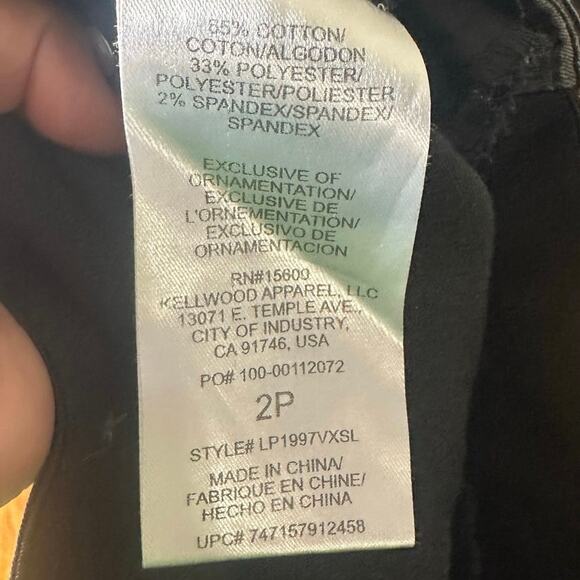 65% COTTON/
COTON/ALGODON
33% POLYESTER/
POLYESTER/POLIESTER
2% SPANDEX/SPANDEX/
SPANDEX
EXCLUSIVE OF
ORNAMENTATION/
EXCLUSIVE DE
L'ORNEMENTATION/
EXCLUSIVO DE
ORNAMENTACION
RN#15600
KELLWOOD APPAREL, LLC
13071 E. TEMPLE AVE.,
CITY OF INDUSTRY,
CA 91746, USA
PO# 100-00112072
2P
STYLE# LP1997VXSL
MADE IN CHINA/
FABRIQUE EN CHINE/
HECHO EN CHINA
UPC# 747157912458